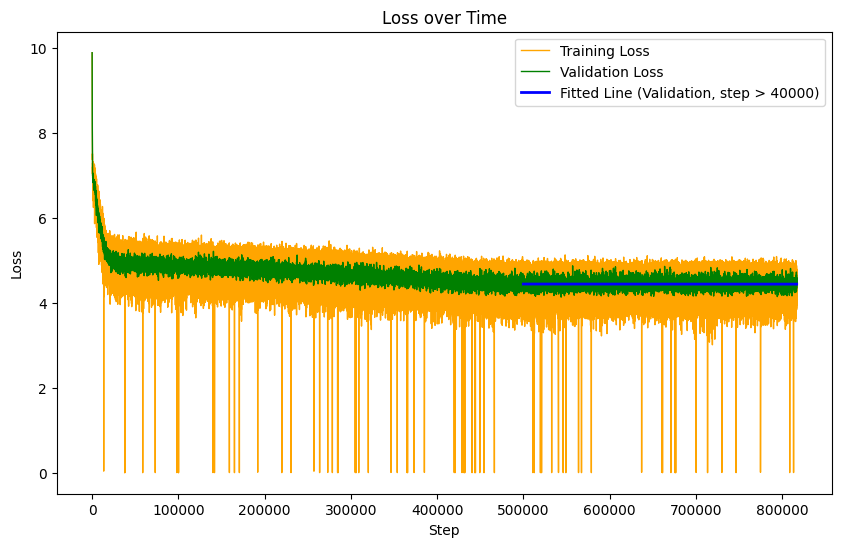 Loss over Time
Training Loss
Validation Loss
Fitted Line (Validation, step > 40000)
10
8
6
4
2
0
Loss
0 100000 200000 300000 400000 500000 600000 700000 800000
Step